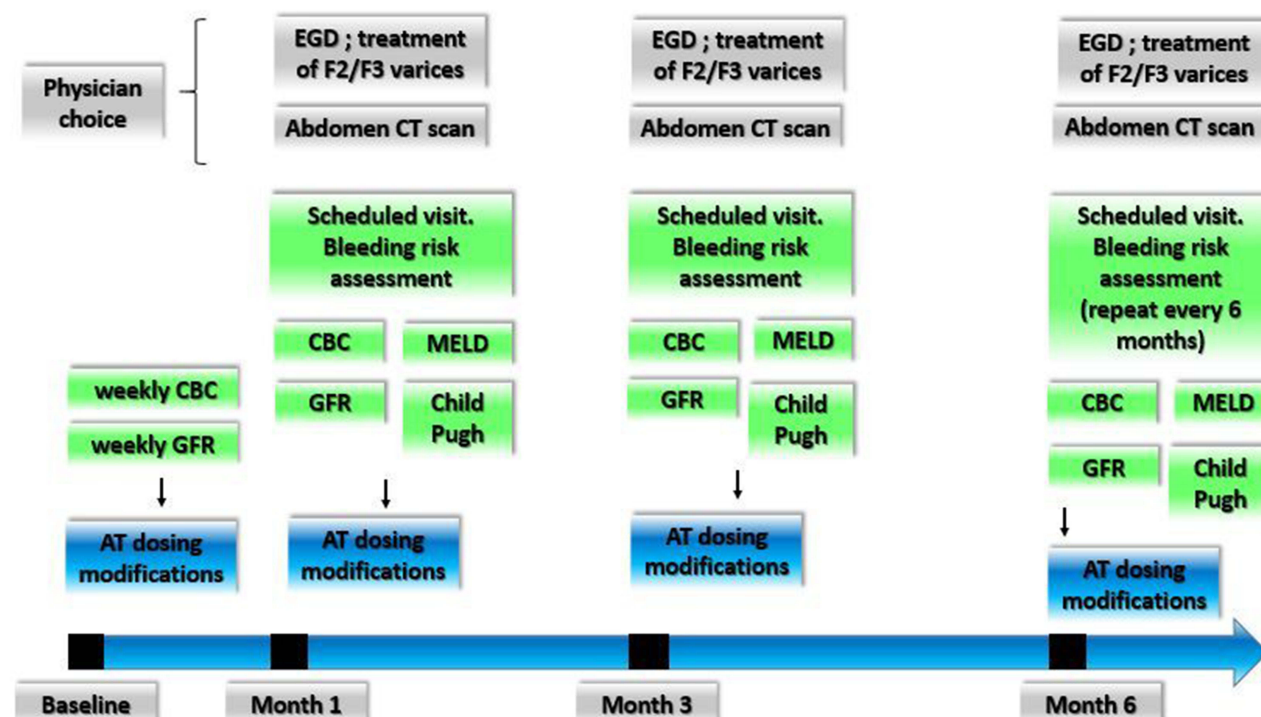 Physician
choice
EGD ; treatment
of F2/F3 varices
Abdomen CT scan
EGD ; treatment
of F2/F3 varices
Abdomen CT scan
EGD ; treatment
of F2/F3 varices
Abdomen CT scan
Scheduled visit.
Bleeding risk
assessment
Scheduled visit.
Bleeding risk
assessment
Scheduled visit.
Bleeding risk
assessment
(repeat every 6
months)
weekly CBC
weekly GFR
CBC
MELD
GFR
Child
Pugh
CBC
MELD
GFR
Child
Pugh
CBC
MELD
GFR
Child
Pugh
AT dosing
modifications
AT dosing
modifications
AT dosing
modifications
AT dosing
modifications
Baseline
Month 1
Month 3
Month 6